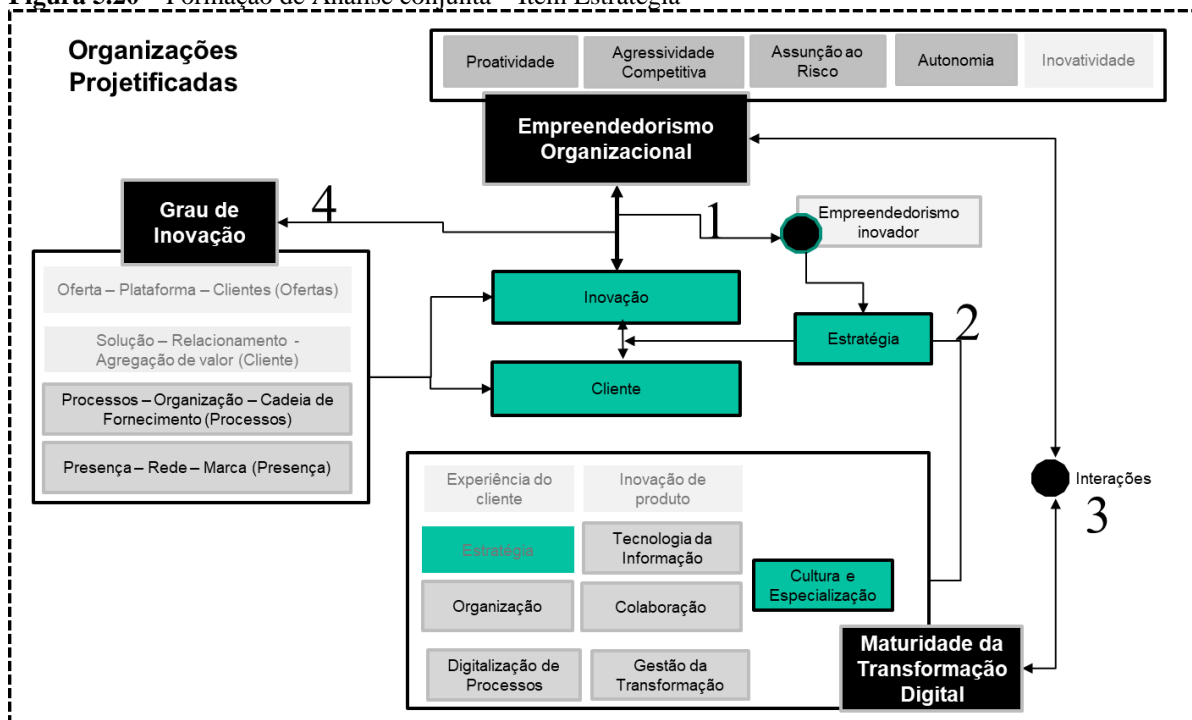 Figura 5.20 – Formação de Análise conjunta – Item Estratégia
Organizações
Projetificadas
Proatividade
Agressividade
Competitiva
Assunção ao
Risco
Autonomia
Inovatividade
Empreendedorismo
Organizacional
Grau de
Inovação
4
1
Empreendedorismo
inovador
Oferta – Plataforma – Clientes (Ofertas)
Solução – Relacionamento -
Agregação de valor (Cliente)
Processos – Organização – Cadeia de
Fornecimento (Processos)
Presença – Rede – Marca (Presença)
Inovação
Estratégia
2
Cliente
Experiência do
cliente
Inovação de
produto
Estratégia
Tecnologia da
Informação
Organização
Colaboração
Cultura e
Especialização
Digitalização de
Processos
Gestão da
Transformação
Interações
3
Maturidade da
Transformação
Digital